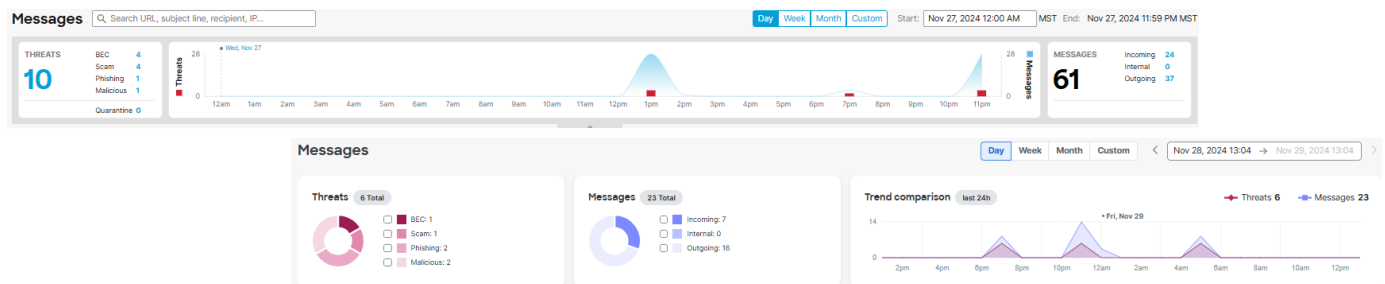 Messages Search URL, subject line, recipient, IP... Day Week Month Custom Start: Nov 27, 2024 12:00 AM MST End: Nov 27, 2024 11:59 PM MST
THREATS
10
BEC 4
Scam 4
Phishing 1
Malicious 1
Quarantine 0
Threats
28
0
Wed, Nov 27
12am 1am 2am 3am 4am 5am 6am 7am 8am 9am 10am 11am 12pm 1pm 2pm 3pm 4pm 5pm 6pm 7pm 8pm 9pm 10pm 11pm
28
0
Messages
MESSAGES
61
Incoming 24
Internal 0
Outgoing 37
Messages Day Week Month Custom Nov 28, 2024 13:04 → Nov 29, 2024 13:04
Threats 6 Total
BEC: 1
Scam: 1
Phishing: 2
Malicious: 2
Messages 23 Total
Incoming: 7
Internal: 0
Outgoing: 16
Trend comparison last 24h Threats 6 Messages 23
Fri, Nov 29
14
0
2pm 4pm 6pm 8pm 10pm 12am 2am 4am 6am 8am 10am 12pm